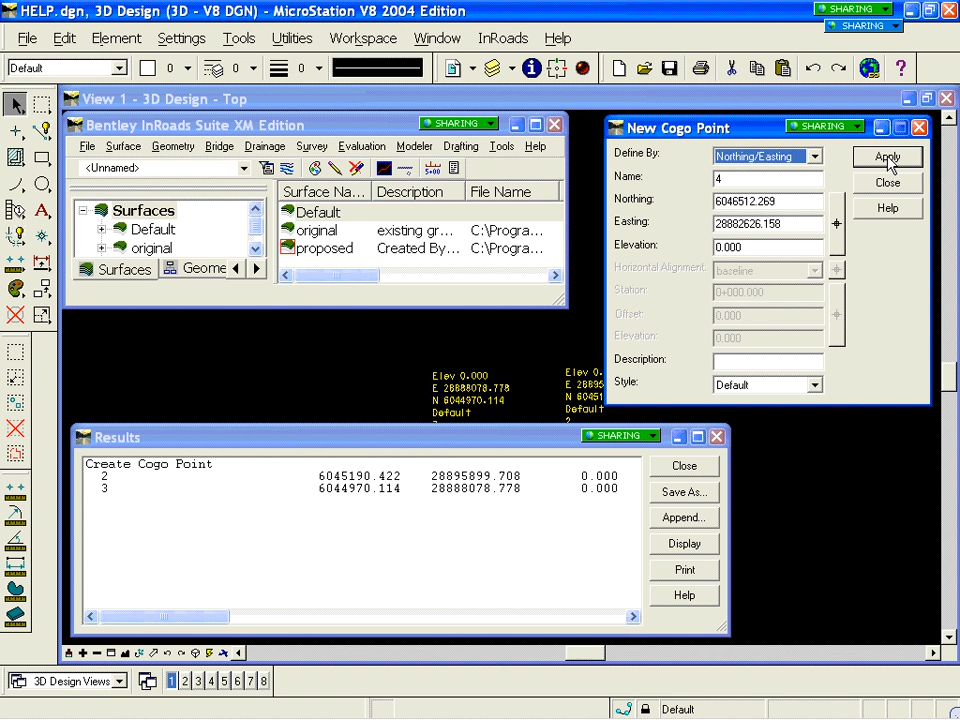 HELP.dgn, 3D Design (3D - V8 DGN) - MicroStation V8 2004 Edition
SHARING
SHARING
File Edit Element Settings Tools Utilities Workspace Window InRoads Help
Default 0 0 0
View 1 - 3D Design - Top
Bentley InRoads Suite XM Edition
SHARING
File Surface Geometry Bridge Drainage Survey Evaluation Modeler Drafting Tools Help
<Unnamed>
Surfaces
Default
original
Surfaces Geome
Surface Na... Description File Name
Default
original existing gr... C:\Progra...
proposed Created By... C:\Progra...
New Cogo Point
SHARING
Define By: Northing/Easting Apply
Name: 4 Close
Northing: 6046512.269 Help
Easting: 28882626.158
Elevation: 0.000
Horizontal Alignment: baseline
Station: 0+000.000
Offset: 0.000
Elevation: 0.000
Description:
Style: Default
Elev 0.000
E 28888078.778
N 6044970.114
Default
Elev 0.0
E 28895
N 60451
Default
Results
SHARING
Create Cogo Point
2 6045190.422 28895899.708 0.000
3 6044970.114 28888078.778 0.000
Close
Save As...
Append...
Display
Print
Help
3D Design Views 1 2 3 4 5 6 7 8
Default